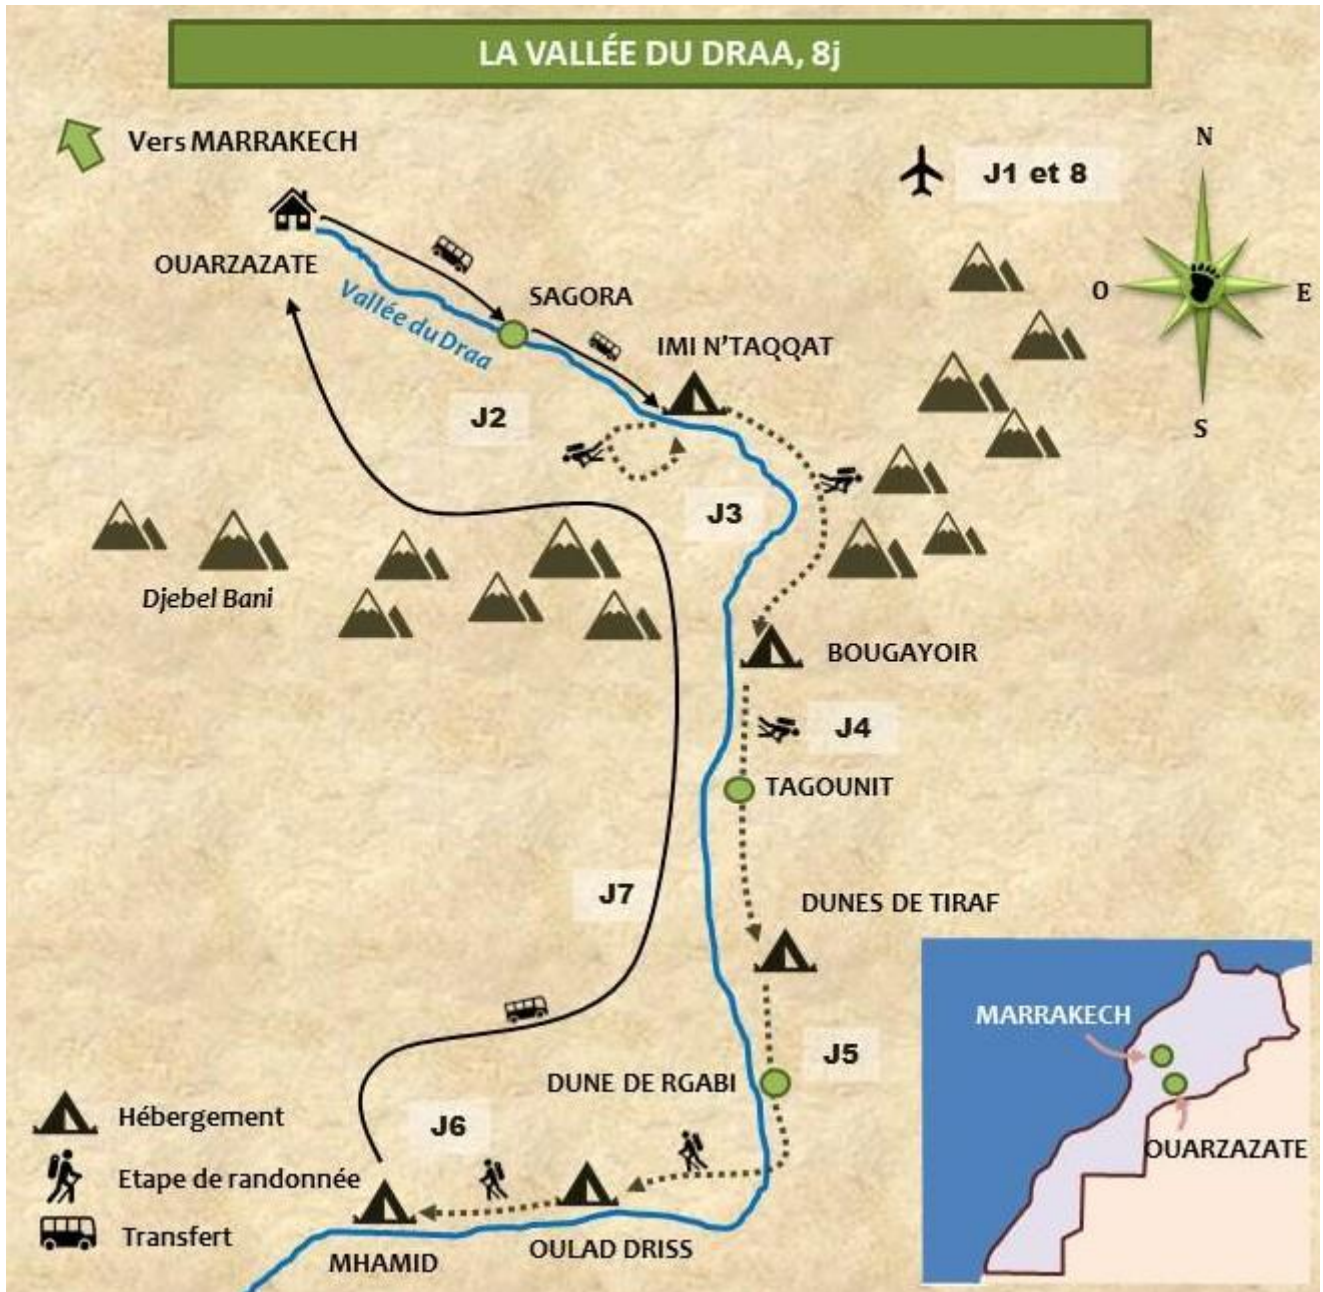 LA VALLÉE DU DRAA, 8j
Vers MARRAKECH
J1 et 8
N
O
E
S
OUARZAZATE
Vallée du Draa
SAGORA
IMI N'TAQQAT
J2
J3
Djebel Bani
BOUGAYOIR
J4
TAGOUNIT
J7
DUNES DE TIRAF
J5
DUNE DE RGABI
J6
OULAD DRISS
MHAMID
Hébergement
Etape de randonnée
Transfert
MARRAKECH
OUARZAZATE